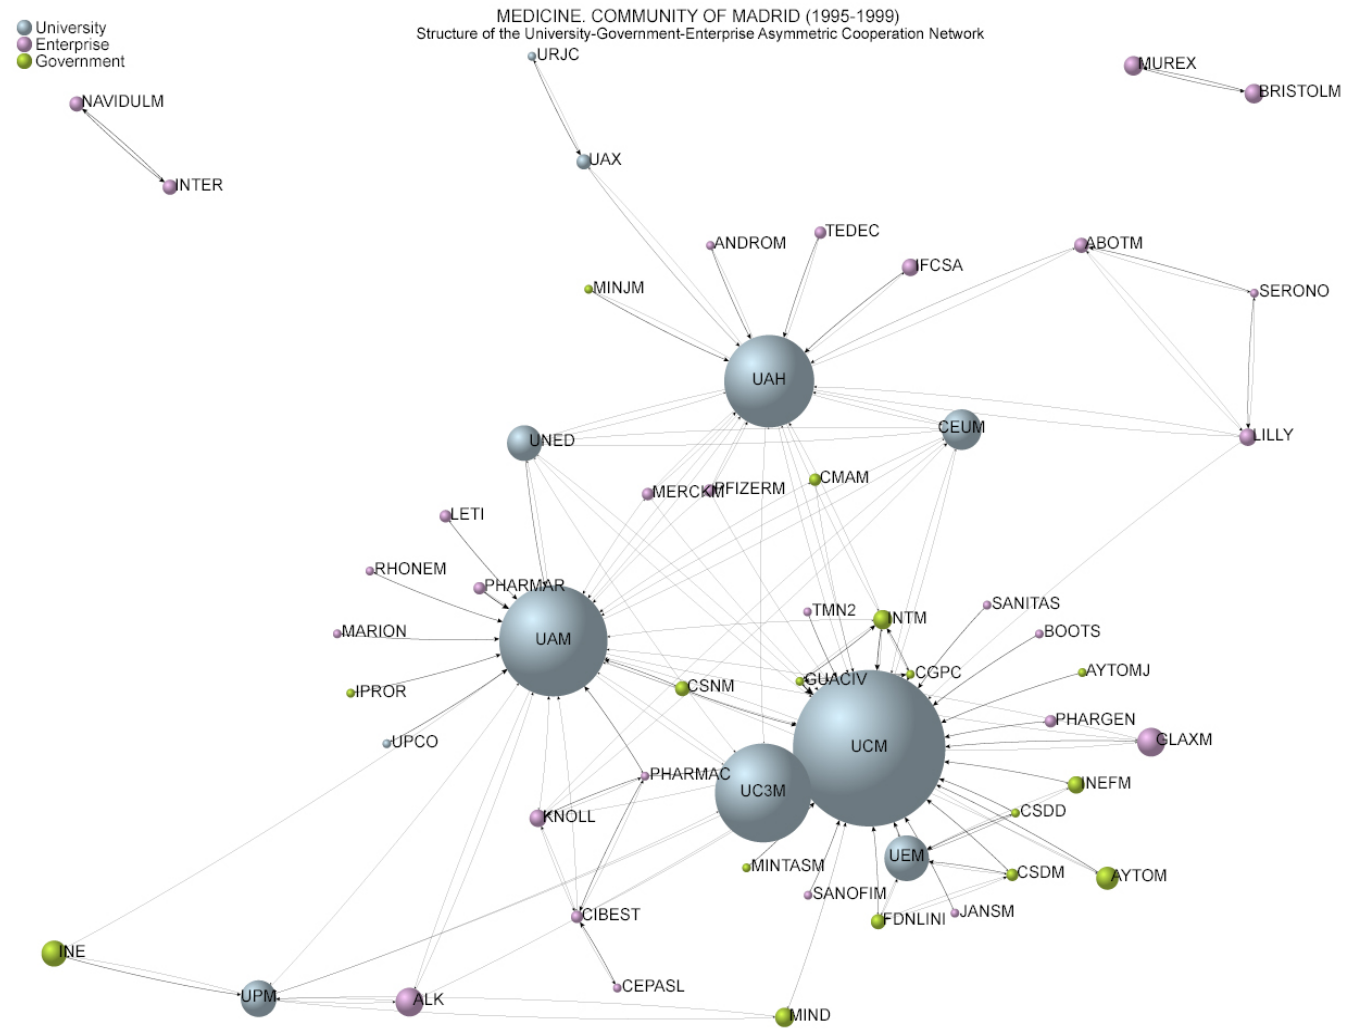 MEDICINE. COMMUNITY OF MADRID (1995-1999)
Structure of the University-Government-Enterprise Asymmetric Cooperation Network
University
Enterprise
Government
URJC
MUREX
BRISTOLM
NAVIDULM
UAX
INTER
TEDEC
ANDROM
ABOTM
IFCSA
MINJM
SERONO
UAH
CEUM
LILLY
UNED
CMAM
MERCKM
PFIZERM
LETI
RHONEM
PHARMAR
SANITAS
TMN2
INTM
MARION
BOOTS
UAM
AYTOMJ
CGPC
GUACIV
CSNM
IPROR
PHARGEN
UPCO
GLAXM
UCM
PHARMAC
INEFM
UC3M
CSDD
KNOLL
UEM
MINTASM
CSDM
AYTOM
SANOFIM
JANSM
FDNLINI
CIBEST
INE
CEPASL
UPM
ALK
MIND